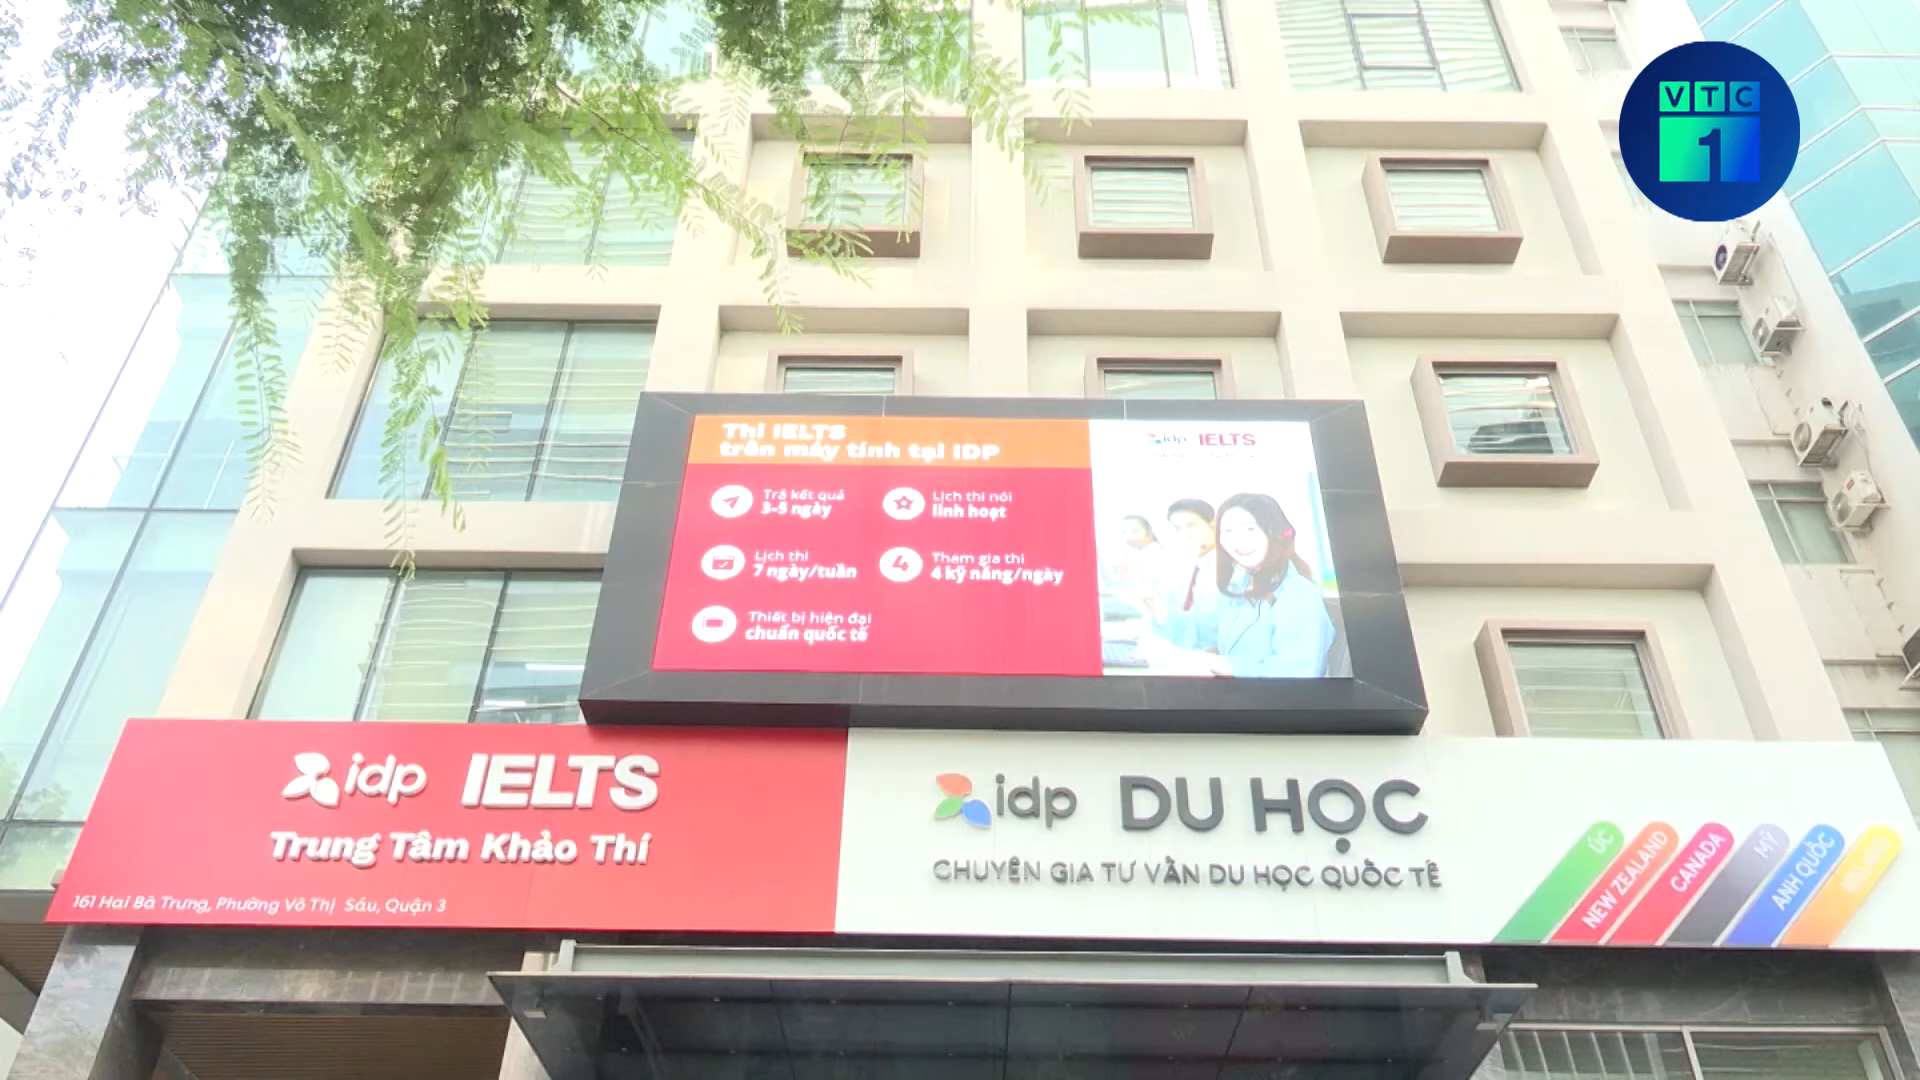 VTC
1
Thi IELTS
trên máy tính tại IDP
Trả kết quả
3-5 ngày
Lịch thi nói
linh hoạt
Lịch thi
7 ngày/tuần
Tham gia thi
4 kỹ năng/ngày
Thiết bị hiện đại
chuẩn quốc tế
idp IELTS
idp IELTS
Trung Tâm Khảo Thí
161 Hai Bà Trưng, Phường Võ Thị Sáu, Quận 3
idp DU HỌC
CHUYÊN GIA TƯ VẤN DU HỌC QUỐC TẾ
ÚC
NEW ZEALAND
CANADA
MỸ
ANH QUỐC
IRELAND